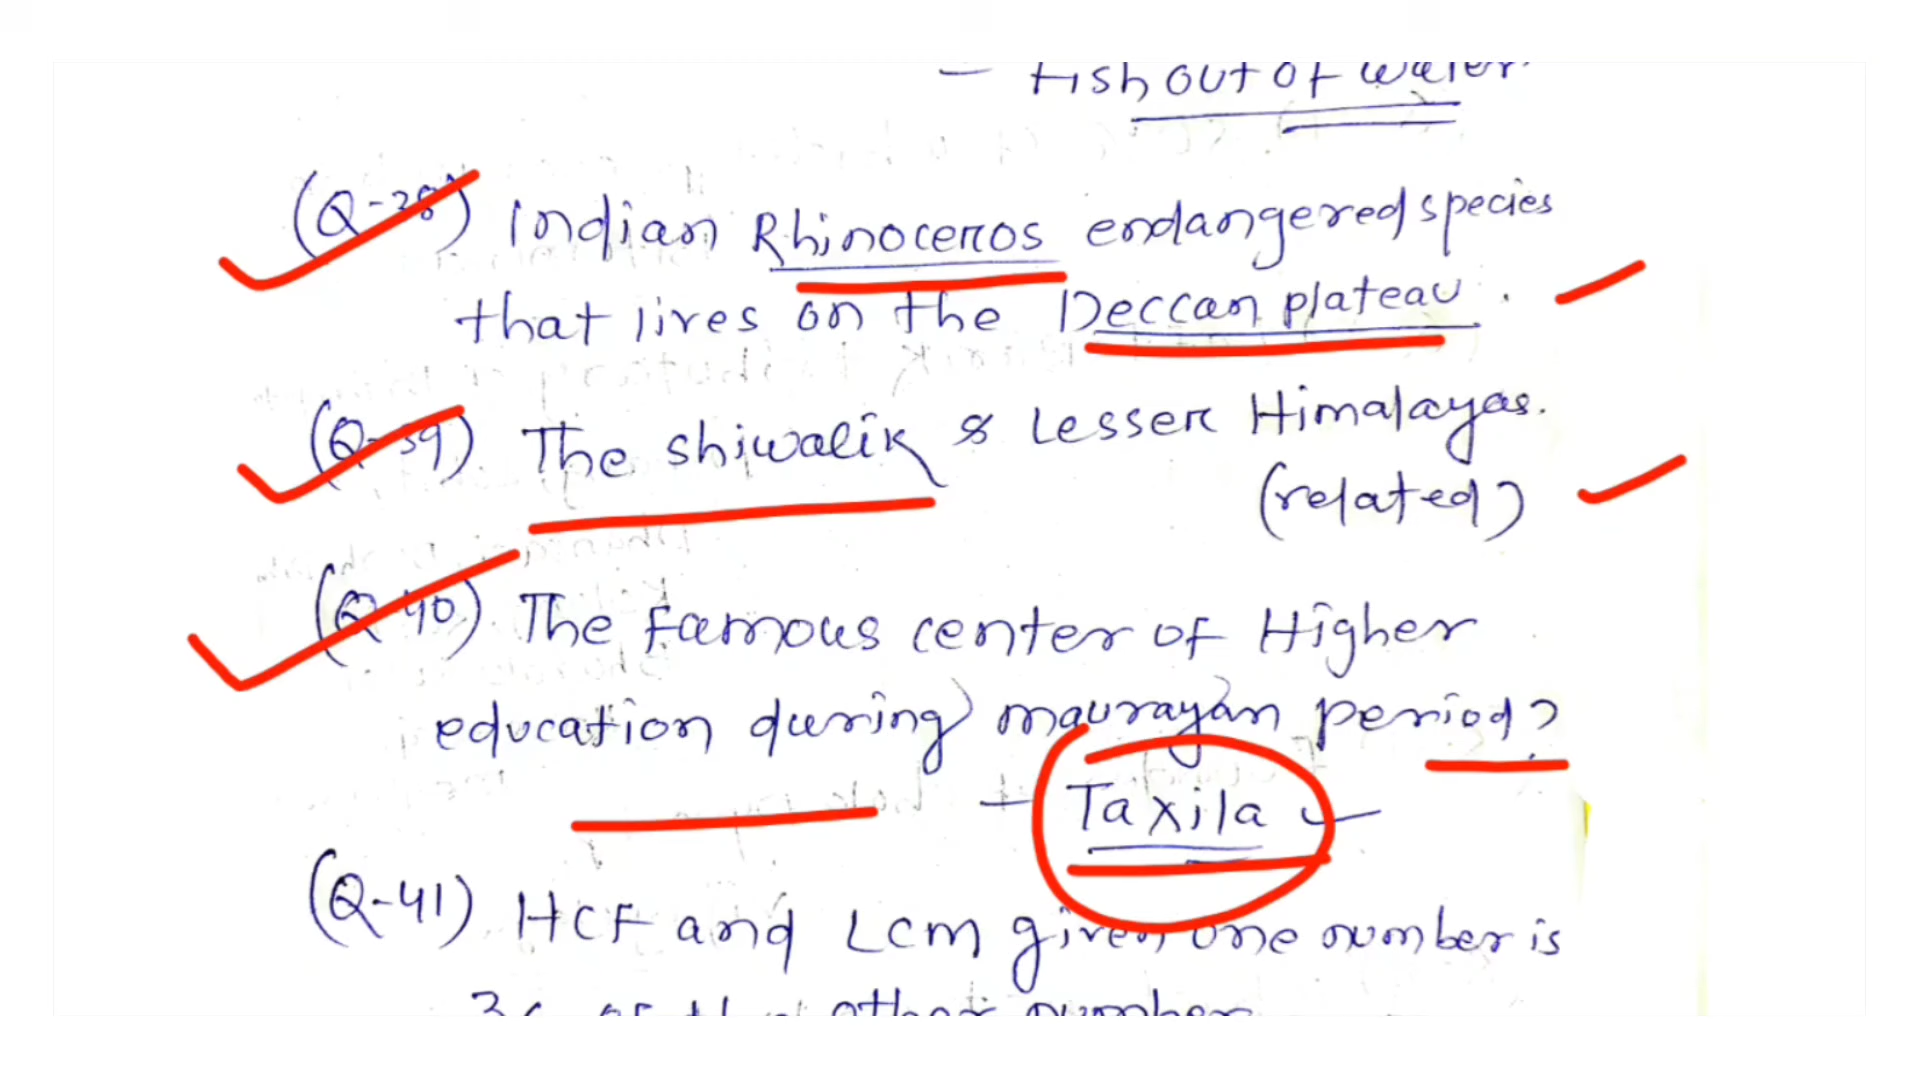 - Fish out of water
(Q-38) Indian Rhinoceros endangered species
that lives on the Deccan plateau.
(Q-39) The shiwalik & Lesser Himalayas.
(related)
(Q-40) The famous center of Higher
education during maurayan period?
- Taxila
(Q-41) HCF and Lcm given one number is
other number